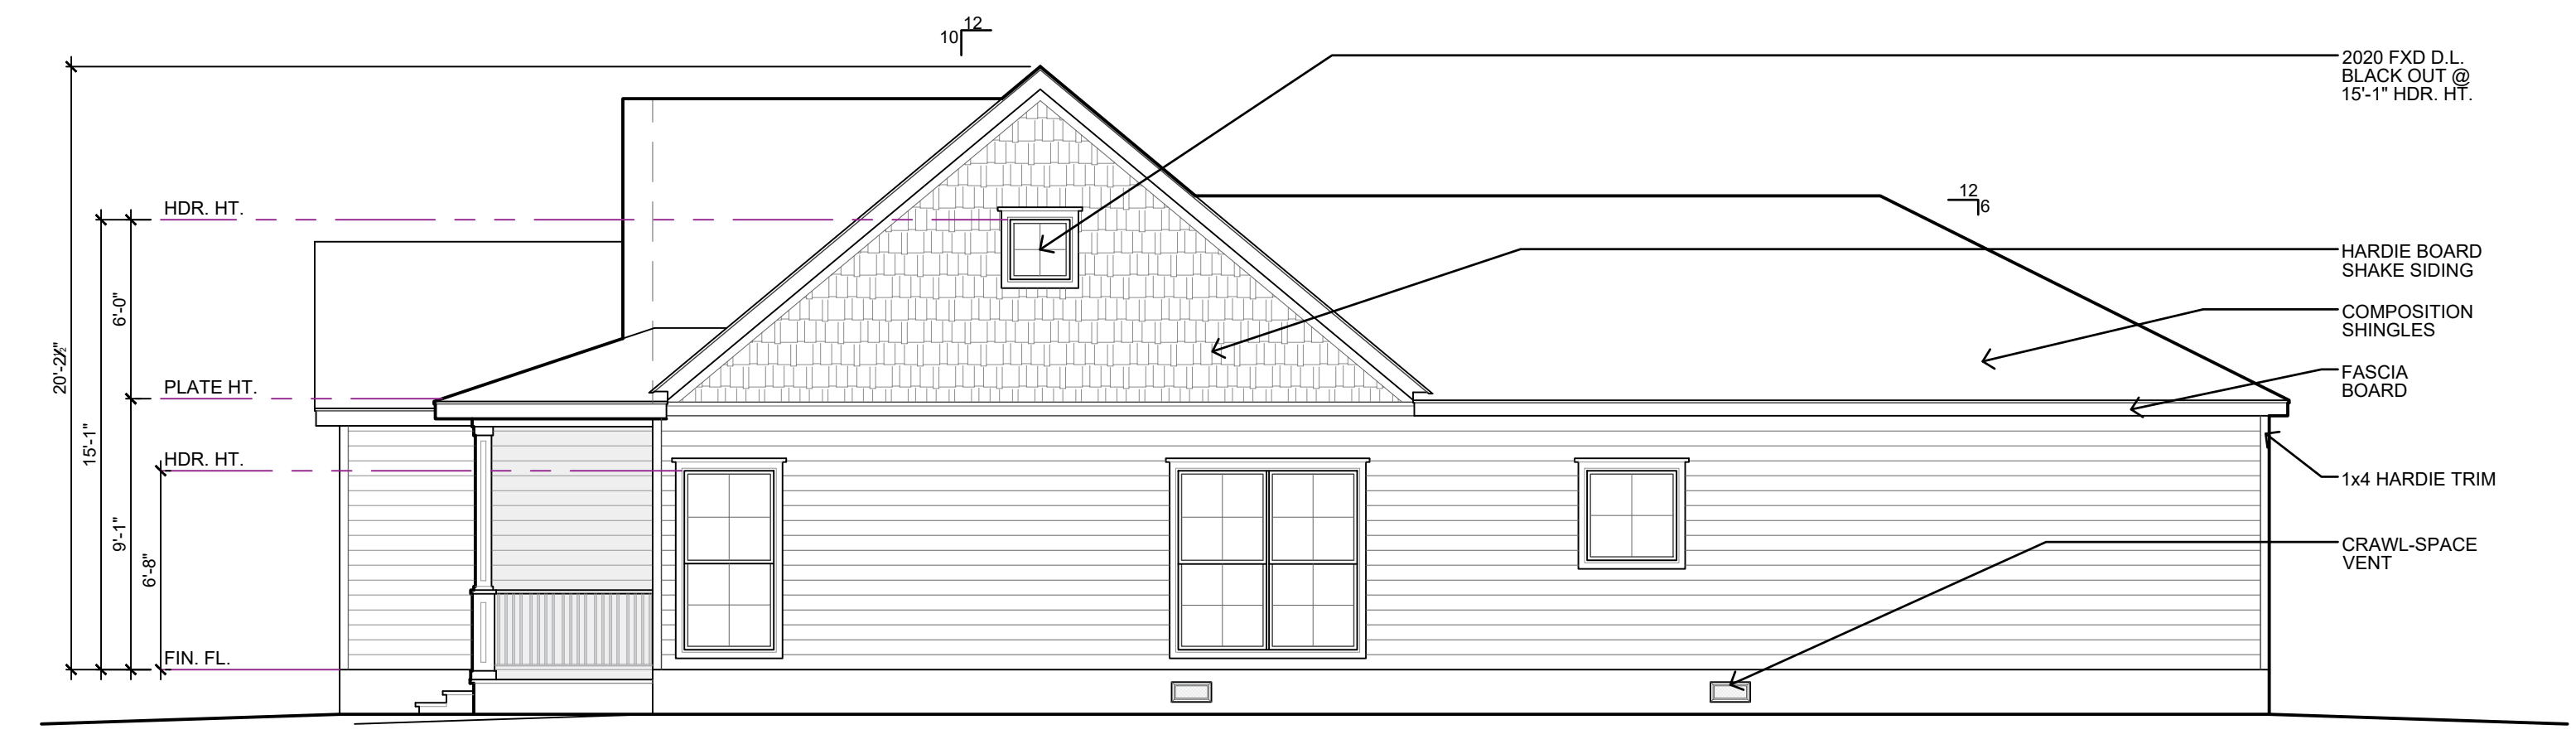 12
10
2020 FXD D.L.
BLACK OUT @
15'-1" HDR. HT.
12
6
HDR. HT.
HARDIE BOARD
SHAKE SIDING
6'-0"
COMPOSITION
SHINGLES
20'-2½"
FASCIA
BOARD
PLATE HT.
15'-1"
HDR. HT.
1x4 HARDIE TRIM
9'-1"
6'-8"
CRAWL-SPACE
VENT
FIN. FL.